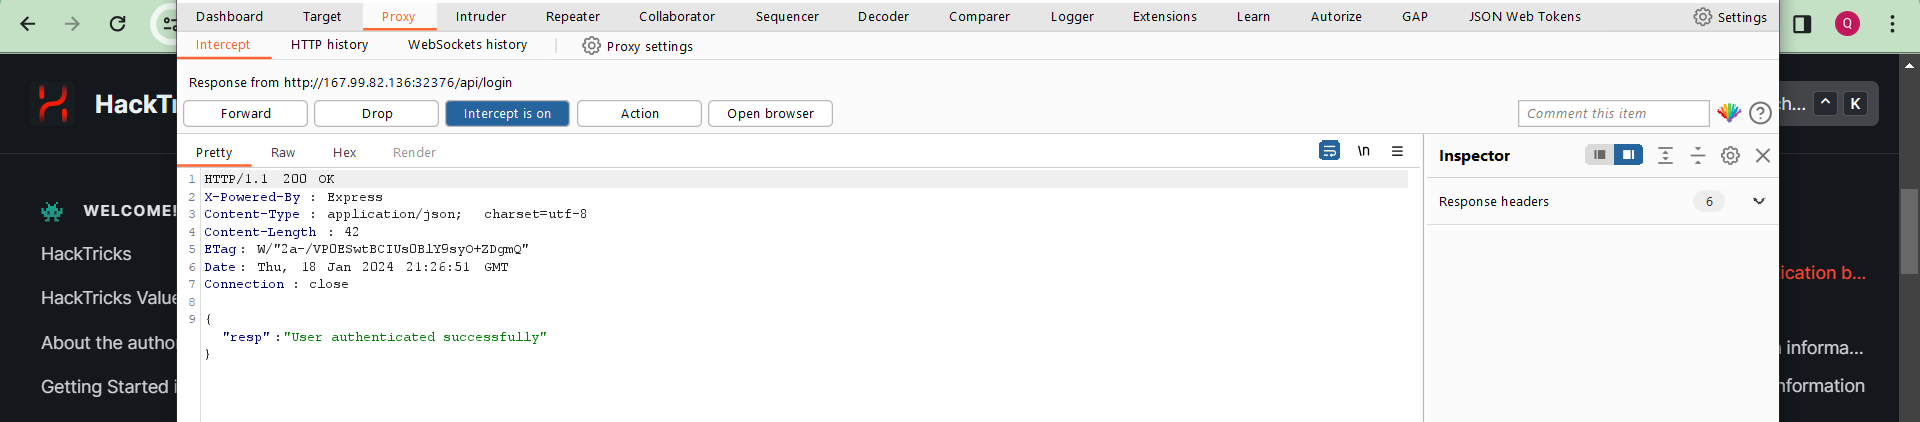 Dashboard Target Proxy Intruder Repeater Collaborator Sequencer Decoder Comparer Logger Extensions Learn Autorize GAP JSON Web Tokens Settings
Q
Intercept HTTP history WebSockets history Proxy settings
Response from http://167.99.82.136:32376/api/login
HackTri
ch... ^ K
Forward Drop Intercept is on Action Open browser Comment this item
Pretty Raw Hex Render \n
Inspector
Response headers 6
1 HTTP/1.1 200 OK
2 X-Powered-By : Express
3 Content-Type : application/json; charset=utf-8
4 Content-Length : 42
5 ETag: W/"2a-/VP0ESwtBCIUs0BlY9syO+ZDgmQ"
6 Date: Thu, 18 Jan 2024 21:26:51 GMT
7 Connection : close
8
9 {
"resp" :"User authenticated successfully"
}
WELCOME!
HackTricks
HackTricks Value
About the autho
Getting Started i
ication b...
informa...
nformation